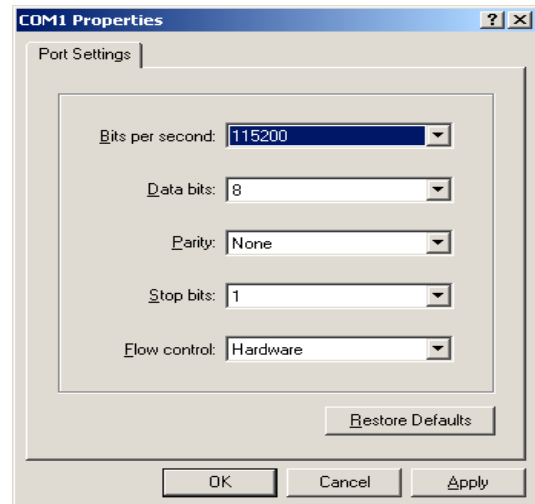 COM1 Properties
Port Settings
Bits per second: 115200
Data bits: 8
Parity: None
Stop bits: 1
Flow control: Hardware
Restore Defaults
OK Cancel Apply